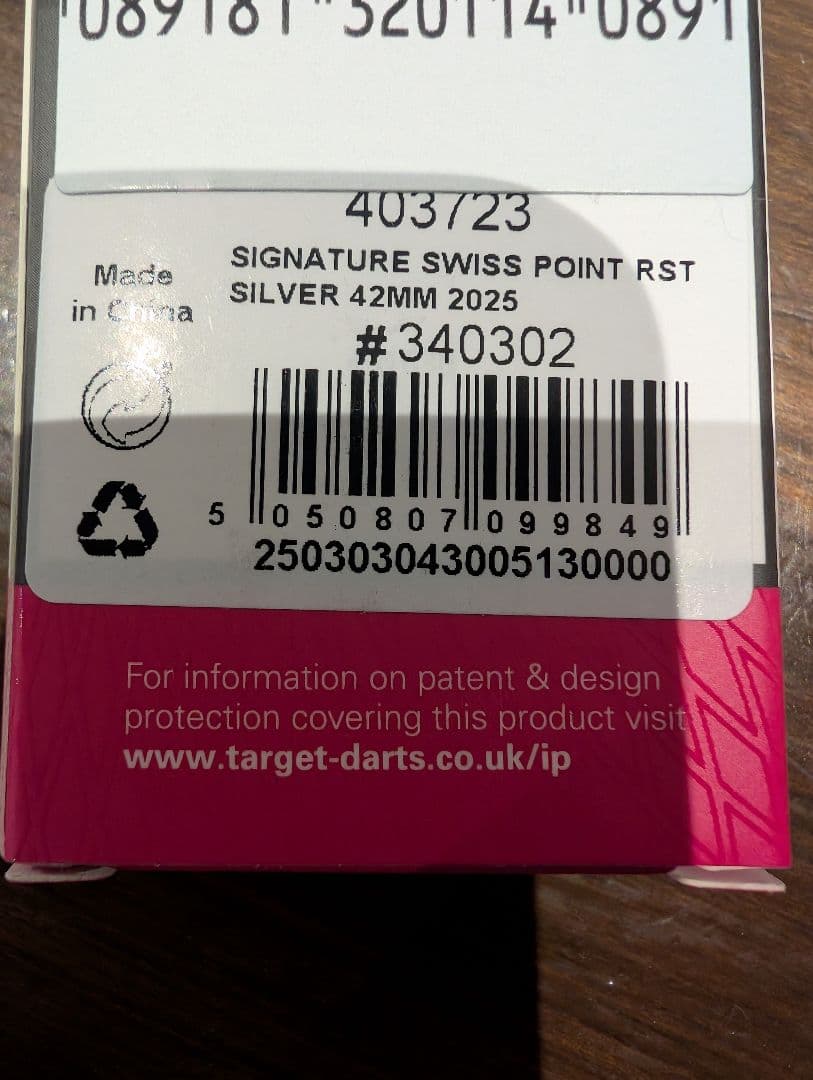 089181 320114 0891
403723
Made
in China
SIGNATURE SWISS POINT RST
SILVER 42MM 2025
#340302
5 050807 099849
250303043005130000
For information on patent & design
protection covering this product visit
www.target-darts.co.uk/ip